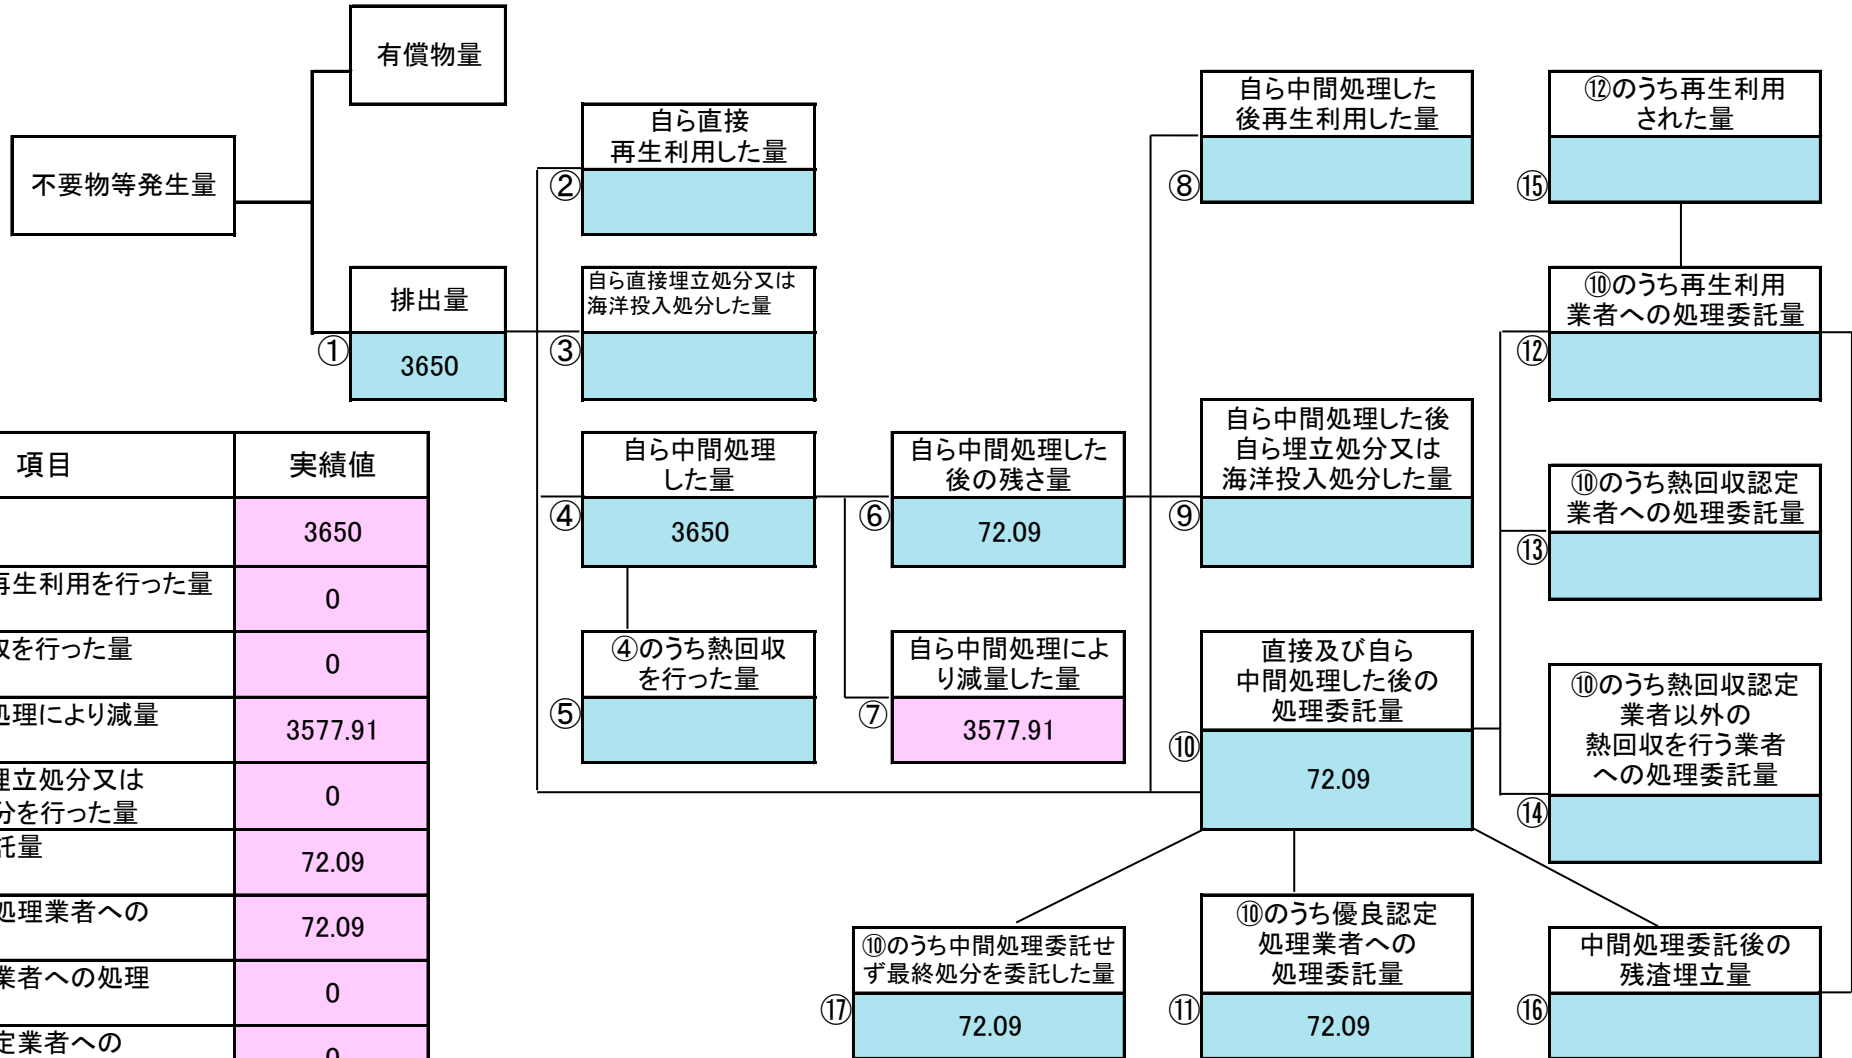 有償物量
不要物等発生量
排出量
①
3650
自ら直接
再生利用した量
②
自ら直接埋立処分又は
海洋投入処分した量
③
自ら中間処理
した量
④
3650
④のうち熱回収
を行った量
⑤
自ら中間処理した
後の残さ量
⑥
72.09
自ら中間処理によ
り減量した量
⑦
3577.91
自ら中間処理した
後再生利用した量
⑧
自ら中間処理した後
自ら埋立処分又は
海洋投入処分した量
⑨
直接及び自ら
中間処理した後の
処理委託量
⑩
72.09
⑫のうち再生利用
された量
⑮
⑩のうち再生利用
業者への処理委託量
⑫
⑩のうち熱回収認定
業者への処理委託量
⑬
⑩のうち熱回収認定
業者以外の
熱回収を行う業者
への処理委託量
⑭
⑩のうち中間処理委託せ
ず最終処分を委託した量
⑰
72.09
⑩のうち優良認定
処理業者への
処理委託量
⑪
72.09
中間処理委託後の
残渣埋立量
⑯
項目 実績値
3650
再生利用を行った量 0
を行った量 0
処理により減量 3577.91
埋立処分又は
分を行った量 0
託量 72.09
処理業者への 72.09
業者への処理 0
定業者への 0